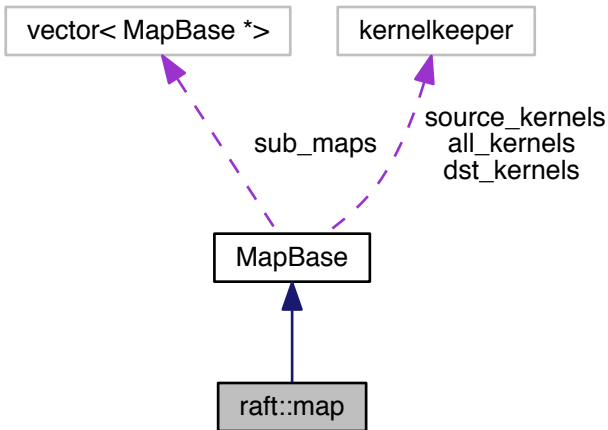 vector< MapBase *>
kernelkeeper
sub_maps
source_kernels
all_kernels
dst_kernels
MapBase
raft::map